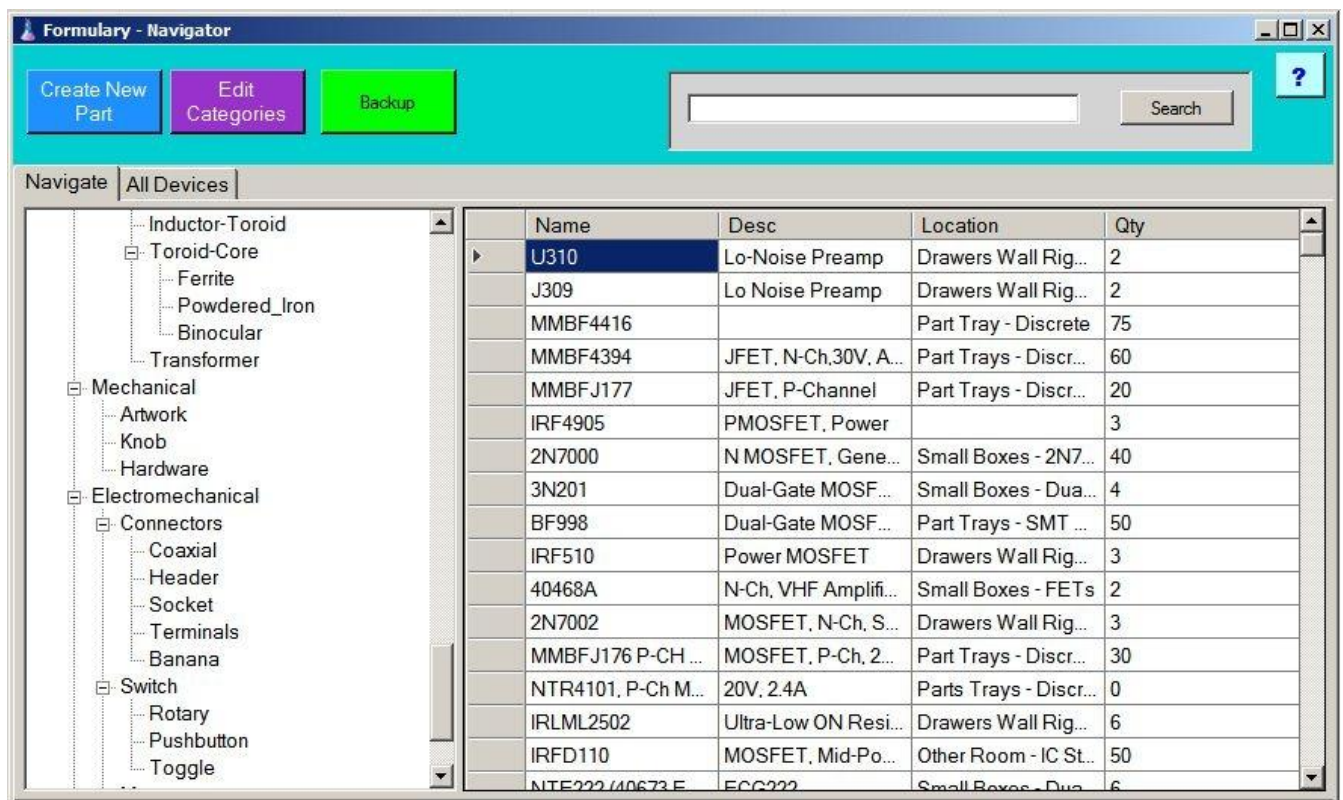 Formulary - Navigator
Create New
Part
Edit
Categories
Backup
Search
?
Navigate
All Devices
Inductor-Toroid
Toroid-Core
Ferrite
Powdered_Iron
Binocular
Transformer
Mechanical
Artwork
Knob
Hardware
Electromechanical
Connectors
Coaxial
Header
Socket
Terminals
Banana
Switch
Rotary
Pushbutton
Toggle
Name Desc Location Qty
U310 Lo-Noise Preamp Drawers Wall Rig... 2
J309 Lo Noise Preamp Drawers Wall Rig... 2
MMBF4416 Part Tray - Discrete 75
MMBF4394 JFET, N-Ch,30V, A... Part Trays - Discr... 60
MMBFJ177 JFET, P-Channel Part Trays - Discr... 20
IRF4905 PMOSFET, Power 3
2N7000 N MOSFET, Gene... Small Boxes - 2N7... 40
3N201 Dual-Gate MOSF... Small Boxes - Dua... 4
BF998 Dual-Gate MOSF... Part Trays - SMT ... 50
IRF510 Power MOSFET Drawers Wall Rig... 3
40468A N-Ch, VHF Amplifi... Small Boxes - FETs 2
2N7002 MOSFET, N-Ch, S... Drawers Wall Rig... 3
MMBFJ176 P-CH ... MOSFET, P-Ch, 2... Part Trays - Discr... 30
NTR4101, P-Ch M... 20V, 2.4A Parts Trays - Discr... 0
IRLML2502 Ultra-Low ON Resi... Drawers Wall Rig... 6
IRFD110 MOSFET, Mid-Po... Other Room - IC St... 50
NTE222 (40673 E... ECG222 Small Boxes - Dua... 6